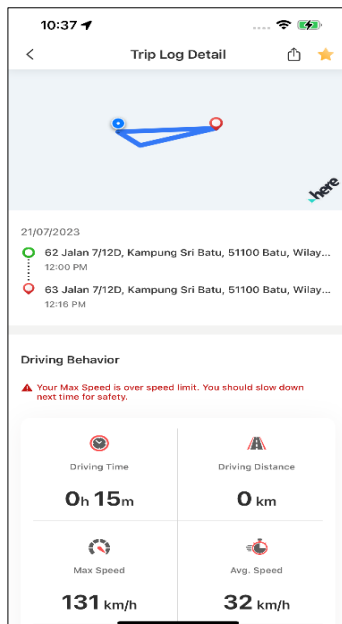 10:37
Trip Log Detail
here
21/07/2023
62 Jalan 7/12D, Kampung Sri Batu, 51100 Batu, Wilay...
12:00 PM
63 Jalan 7/12D, Kampung Sri Batu, 51100 Batu, Wilay...
12:16 PM
Driving Behavior
Your Max Speed is over speed limit. You should slow down
next time for safety.
Driving Time
Driving Distance
0h 15m
0 km
Max Speed
Avg. Speed
131 km/h
32 km/h